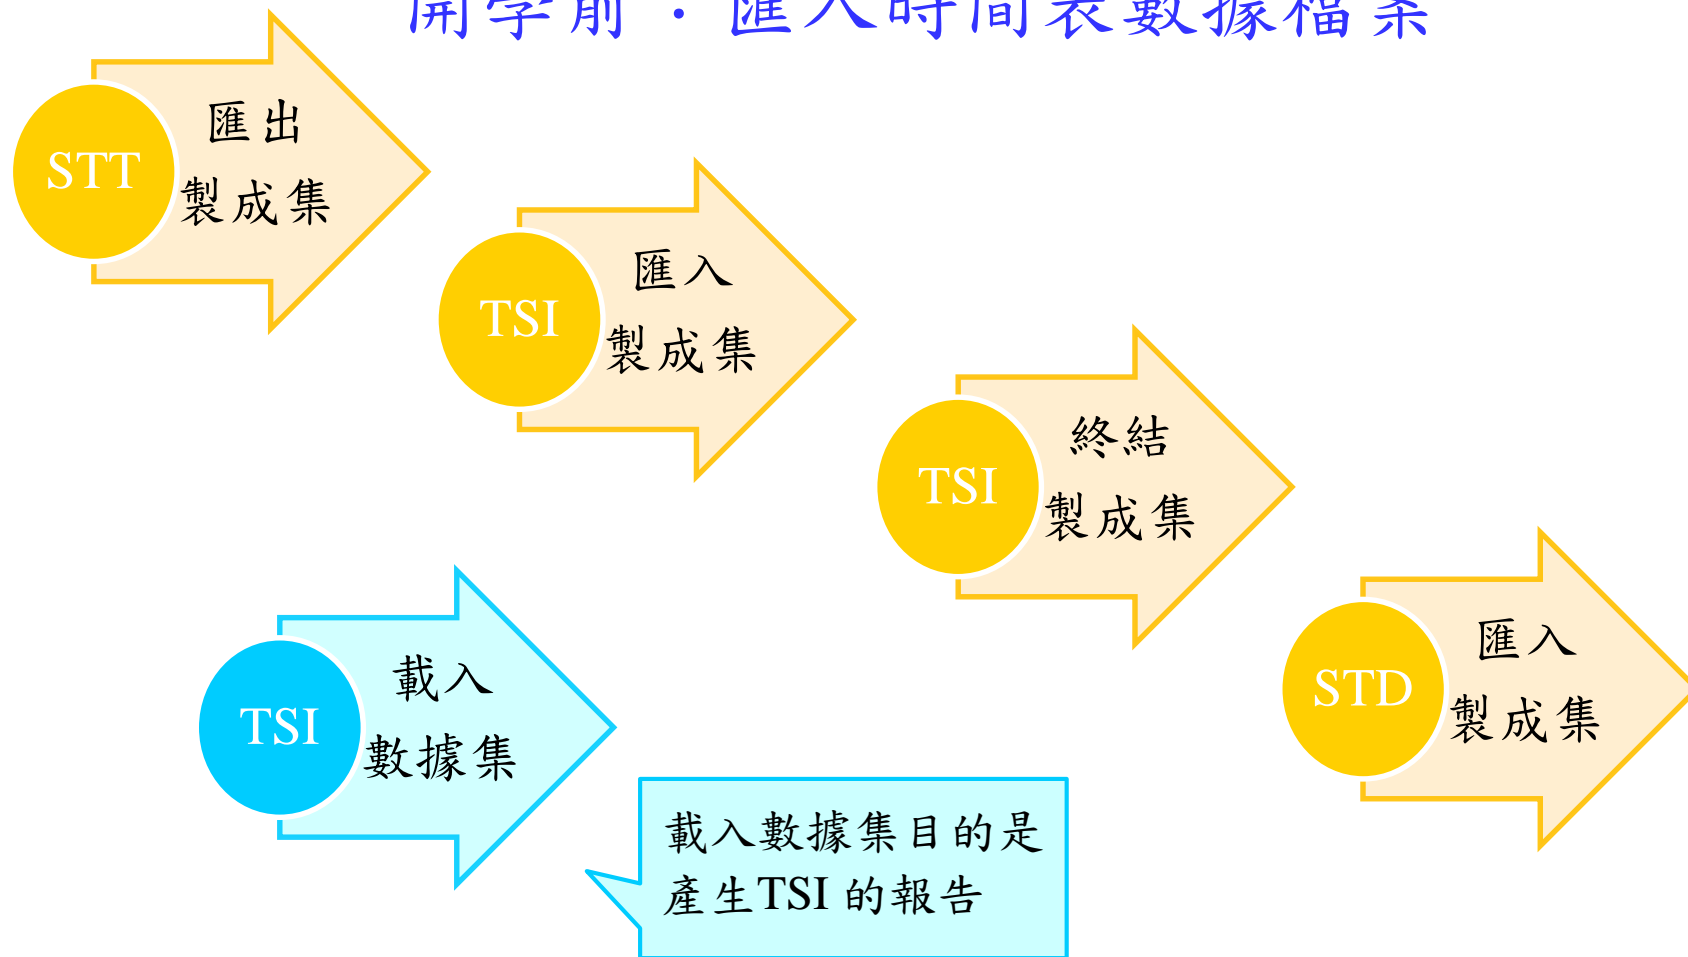 開學前：匯入時間表數據檔案
STT
匯出
製成集
TSI
匯入
製成集
TSI
終結
製成集
STD
匯入
製成集
TSI
載入
數據集
載入數據集目的是
產生TSI 的報告